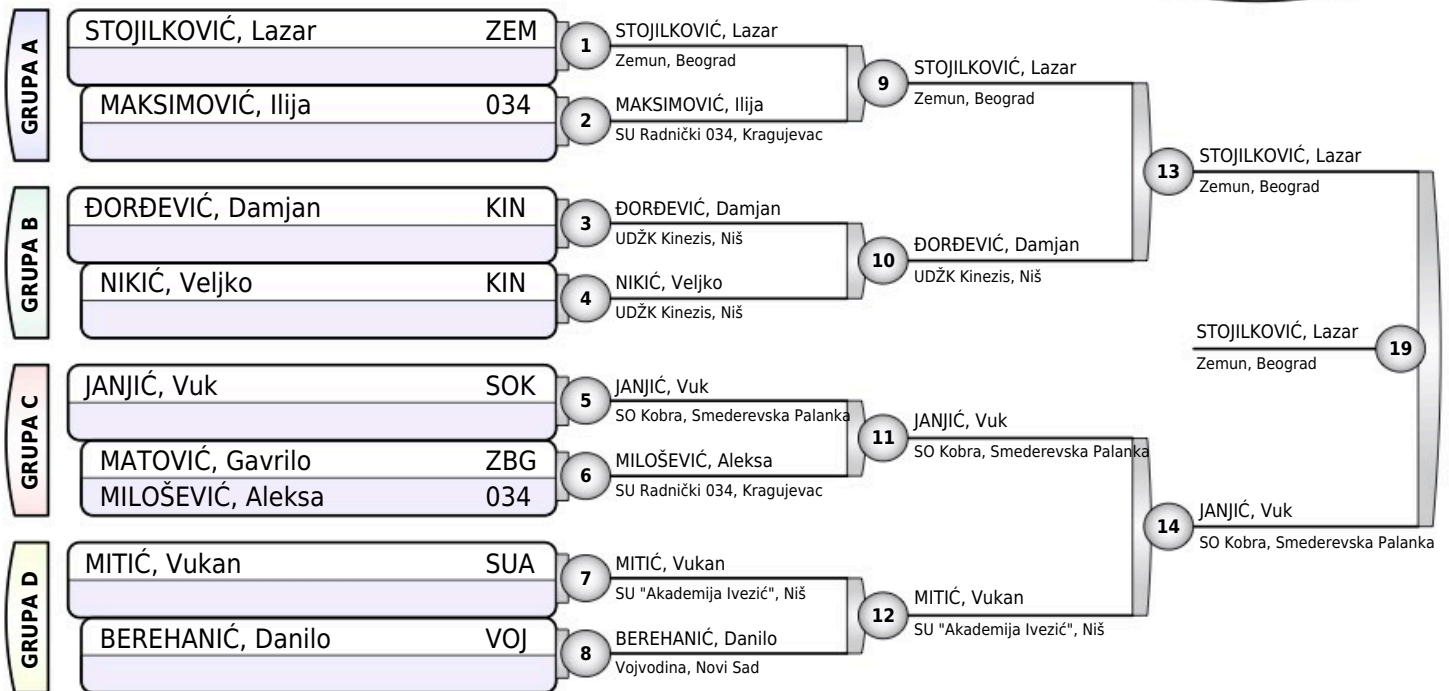 GRUPA A
STOJILKOVIĆ, Lazar ZEM
MAKSIMOVIĆ, Ilija 034
1
STOJILKOVIĆ, Lazar
Zemun, Beograd
2
MAKSIMOVIĆ, Ilija
SU Radnički 034, Kragujevac
9
STOJILKOVIĆ, Lazar
Zemun, Beograd
GRUPA B
ĐORĐEVIĆ, Damjan KIN
NIKIĆ, Veljko KIN
3
ĐORĐEVIĆ, Damjan
UDŽK Kinezis, Niš
4
NIKIĆ, Veljko
UDŽK Kinezis, Niš
10
ĐORĐEVIĆ, Damjan
UDŽK Kinezis, Niš
13
STOJILKOVIĆ, Lazar
Zemun, Beograd
GRUPA C
JANJIĆ, Vuk SOK
MATOVIĆ, Gavrilo ZBG
MILOŠEVIĆ, Aleksa 034
5
JANJIĆ, Vuk
SO Kobra, Smederevska Palanka
6
MILOŠEVIĆ, Aleksa
SU Radnički 034, Kragujevac
11
JANJIĆ, Vuk
SO Kobra, Smederevska Palanka
GRUPA D
MITIĆ, Vukan SUA
BEREHANIĆ, Danilo VOJ
7
MITIĆ, Vukan
SU "Akademija Ivezić", Niš
8
BEREHANIĆ, Danilo
Vojvodina, Novi Sad
12
MITIĆ, Vukan
SU "Akademija Ivezić", Niš
14
JANJIĆ, Vuk
SO Kobra, Smederevska Palanka
STOJILKOVIĆ, Lazar
Zemun, Beograd
19